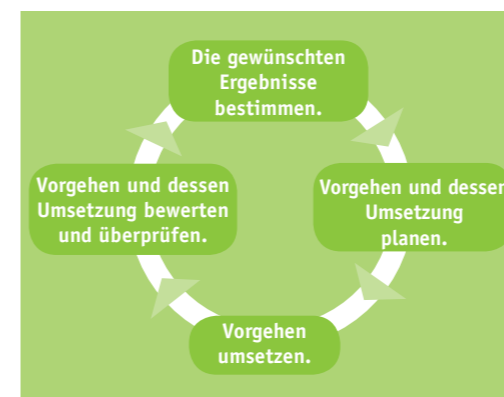 Die gewünschten
Ergebnisse
bestimmen.
Vorgehen und dessen
Umsetzung
planen.
Vorgehen
umsetzen.
Vorgehen und dessen
Umsetzung bewerten
und überprüfen.